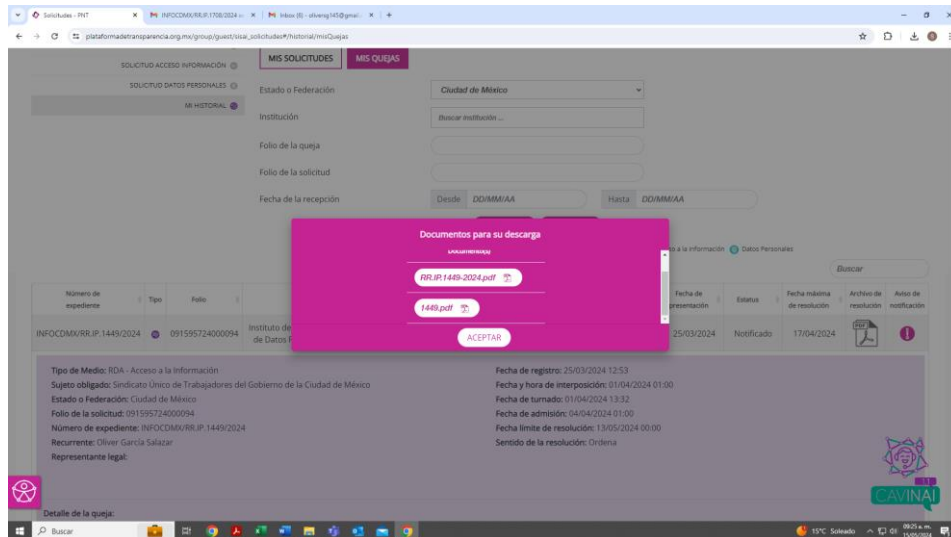 Solicitudes - PNT
INFOCDMX/RR.IP.1708/2024
plataformadetransparencia.org.mx/group/guest/sisai_solicitudes#/historial/misQuejas
SOLICITUD ACCESO INFORMACIÓN
MIS SOLICITUDES MIS QUEJAS
SOLICITUD DATOS PERSONALES
Estado o Federación Ciudad de México
MI HISTORIAL
Institución Buscar institución ...
Folio de la queja
Folio de la solicitud
Fecha de la recepción Desde DD/MM/AA Hasta DD/MM/AA
Documentos para su descarga
Documento(s)
a la información Datos Personales
RR.IP.1449-2024.pdf
Buscar
1449.pdf
Número de expediente Tipo Folio Fecha de presentación Estatus Fecha máxima de resolución Archivo de resolución Aviso de notificación
ACEPTAR
INFOCDMX/RR.IP.1449/2024 091595724000094 Instituto de de Datos 25/03/2024 Notificado 17/04/2024 PDF
Tipo de Medio: RDA - Acceso a la Información Fecha de registro: 25/03/2024 12:53
Sujeto obligado: Sindicato Único de Trabajadores del Gobierno de la Ciudad de México Fecha y hora de interposición: 01/04/2024 01:00
Estado o Federación: Ciudad de México Fecha de turnado: 01/04/2024 13:32
Folio de la solicitud: 091595724000094 Fecha de admisión: 04/04/2024 01:00
Número de expediente: INFOCDMX/RR.IP.1449/2024 Fecha límite de resolución: 13/05/2024 00:00
Recurrente: Oliver García Salazar Sentido de la resolución: Ordena
Representante legal:
CAVINAI
Detalle de la queja:
Buscar 15°C Soleado 09:25 a. m.
15/05/2024